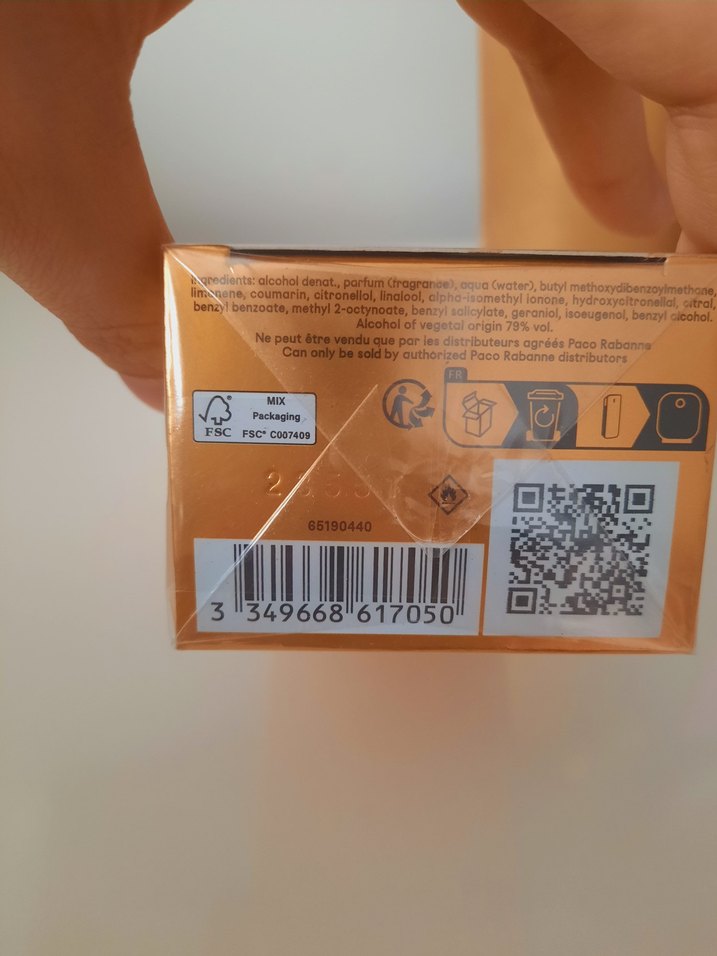 Ingredients: alcohol denat., parfum (fragrance), aqua (water), butyl methoxydibenzoylmethane,
limonene, coumarin, citronellol, linalool, alpha-isomethyl ionone, hydroxycitronellal, citral,
benzyl benzoate, methyl 2-octynoate, benzyl salicylate, geraniol, isoeugenol, benzyl alcohol.
Alcohol of vegetal origin 79% vol.
Ne peut être vendu que par les distributeurs agréés Paco Rabanne
Can only be sold by authorized Paco Rabanne distributors
FR
MIX
Packaging
FSC
FSC® C007409
65190440
3 349668 617050